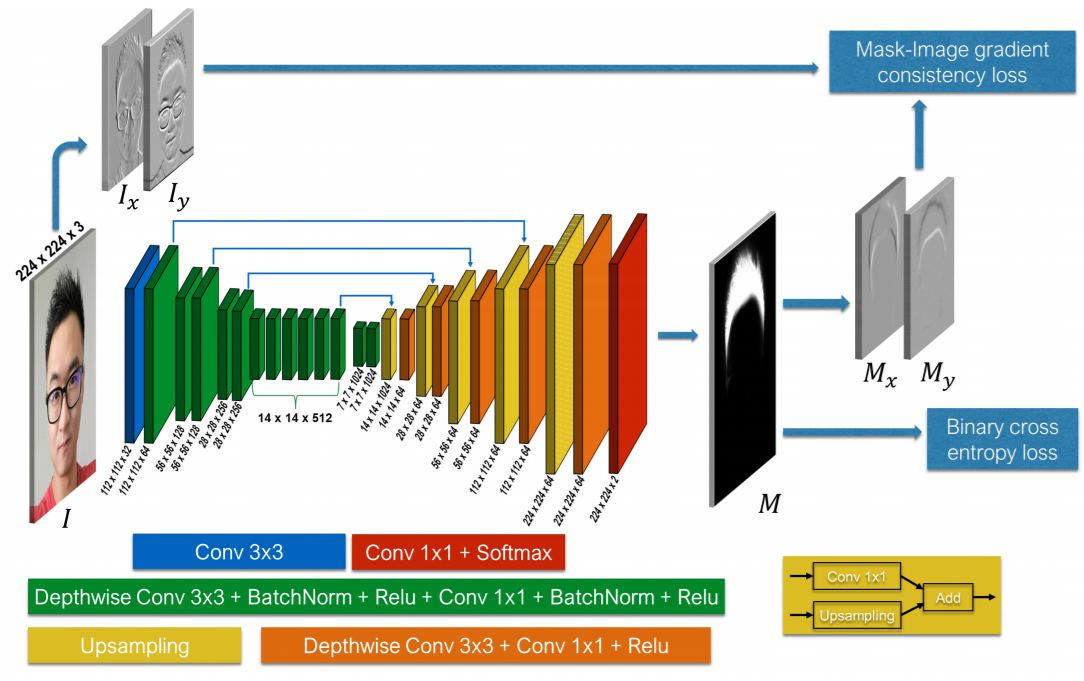 Mask-Image gradient
consistency loss
I_x
I_y
224 x 224 x 3
I
112 x 112 x 32
112 x 112 x 64
56 x 56 x 128
56 x 56 x 128
28 x 28 x 256
28 x 28 x 256
14 x 14 x 512
7 x 7 x 1024
7 x 7 x 1024
14 x 14 x 1024
14 x 14 x 64
28 x 28 x 64
28 x 28 x 64
56 x 56 x 64
56 x 56 x 64
112 x 112 x 64
112 x 112 x 64
224 x 224 x 64
224 x 224 x 64
224 x 224 x 2
M
M_x
M_y
Binary cross
entropy loss
Conv 3x3
Conv 1x1 + Softmax
Depthwise Conv 3x3 + BatchNorm + Relu + Conv 1x1 + BatchNorm + Relu
Upsampling
Depthwise Conv 3x3 + Conv 1x1 + Relu
Conv 1x1
Upsampling
Add